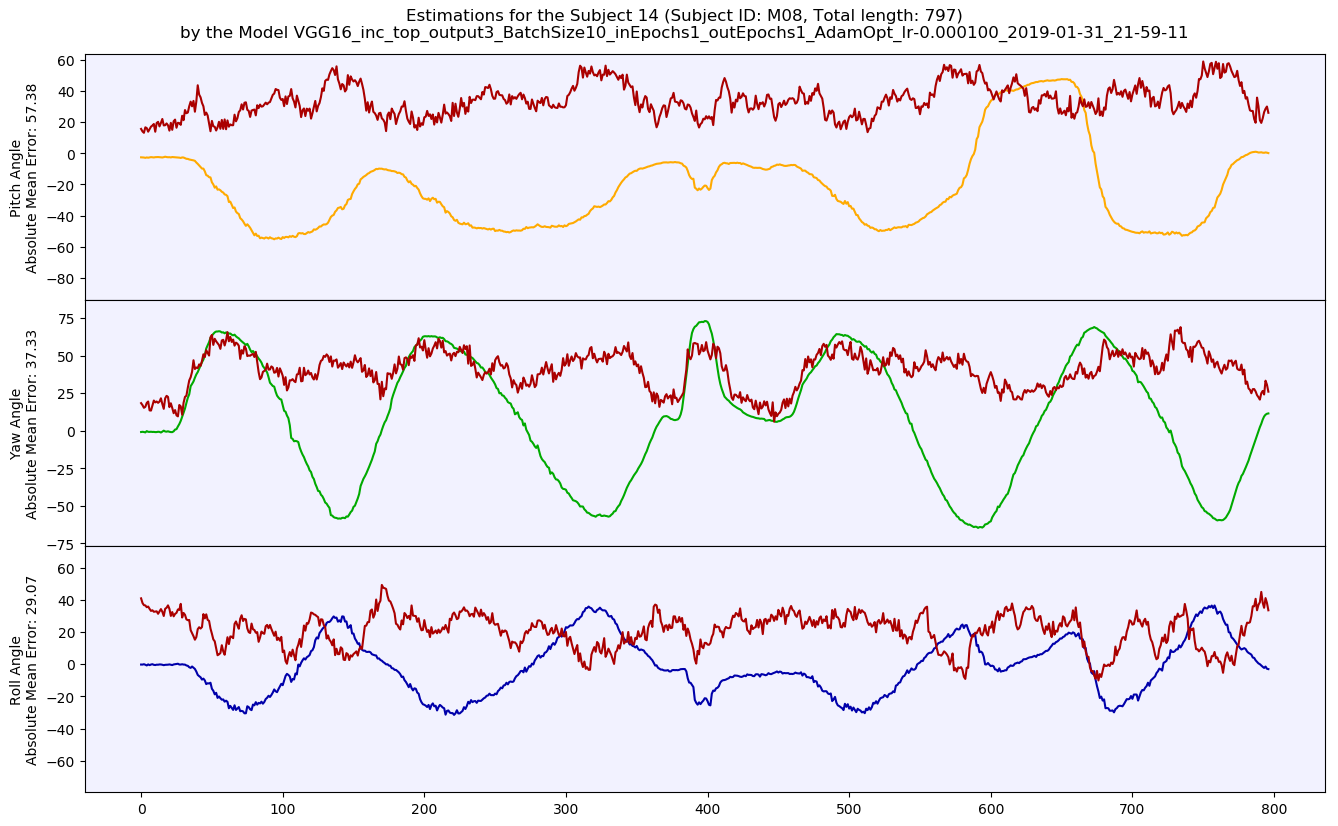 Estimations for the Subject 14 (Subject ID: M08, Total length: 797)
by the Model VGG16_inc_top_output3_BatchSize10_inEpochs1_outEpochs1_AdamOpt_lr-0.000100_2019-01-31_21-59-11
Pitch Angle
Absolute Mean Error: 57.38
60
40
20
0
−20
−40
−60
−80
Yaw Angle
Absolute Mean Error: 37.33
75
50
25
0
−25
−50
−75
Roll Angle
Absolute Mean Error: 29.07
60
40
20
0
−20
−40
−60
0 100 200 300 400 500 600 700 800